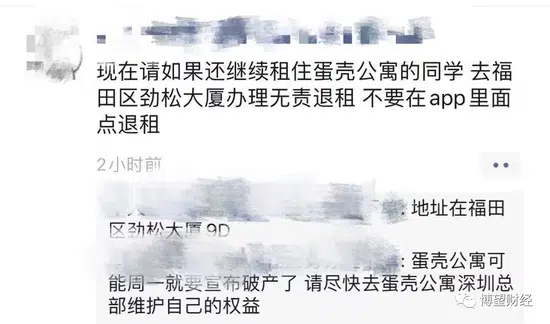 现在请如果还继续租住蛋壳公寓的同学 去福
田区劲松大厦办理无责退租 不要在app里面
点退租
2小时前
: 地址在福田
区劲松大厦9D
: 蛋壳公寓可
能周一就要宣布破产了 请尽快去蛋壳公寓深圳总
部维护自己的权益
博望财经